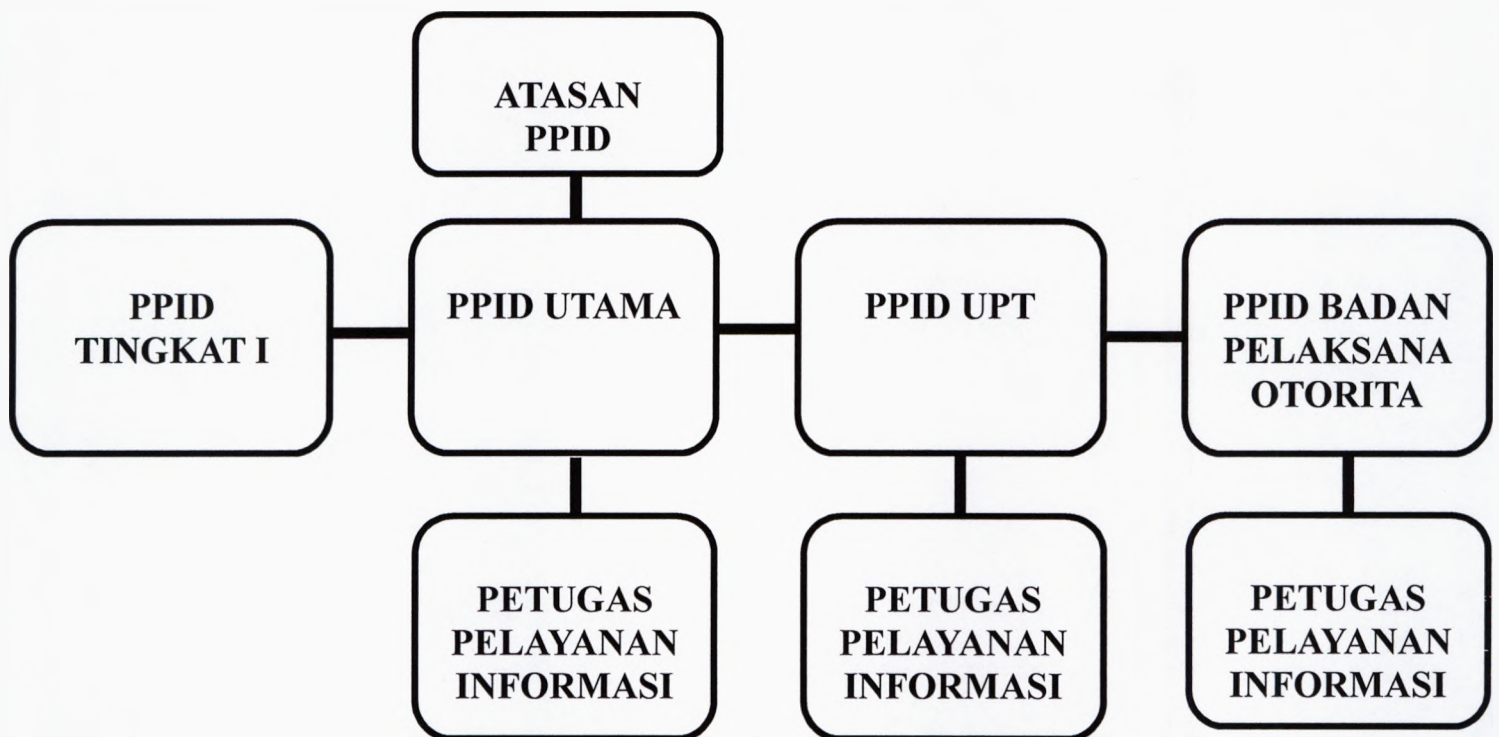 ATASAN
PPID
PPID
TINGKAT I
PPID UTAMA
PPID UPT
PPID BADAN
PELAKSANA
OTORITA
PETUGAS
PELAYANAN
INFORMASI
PETUGAS
PELAYANAN
INFORMASI
PETUGAS
PELAYANAN
INFORMASI